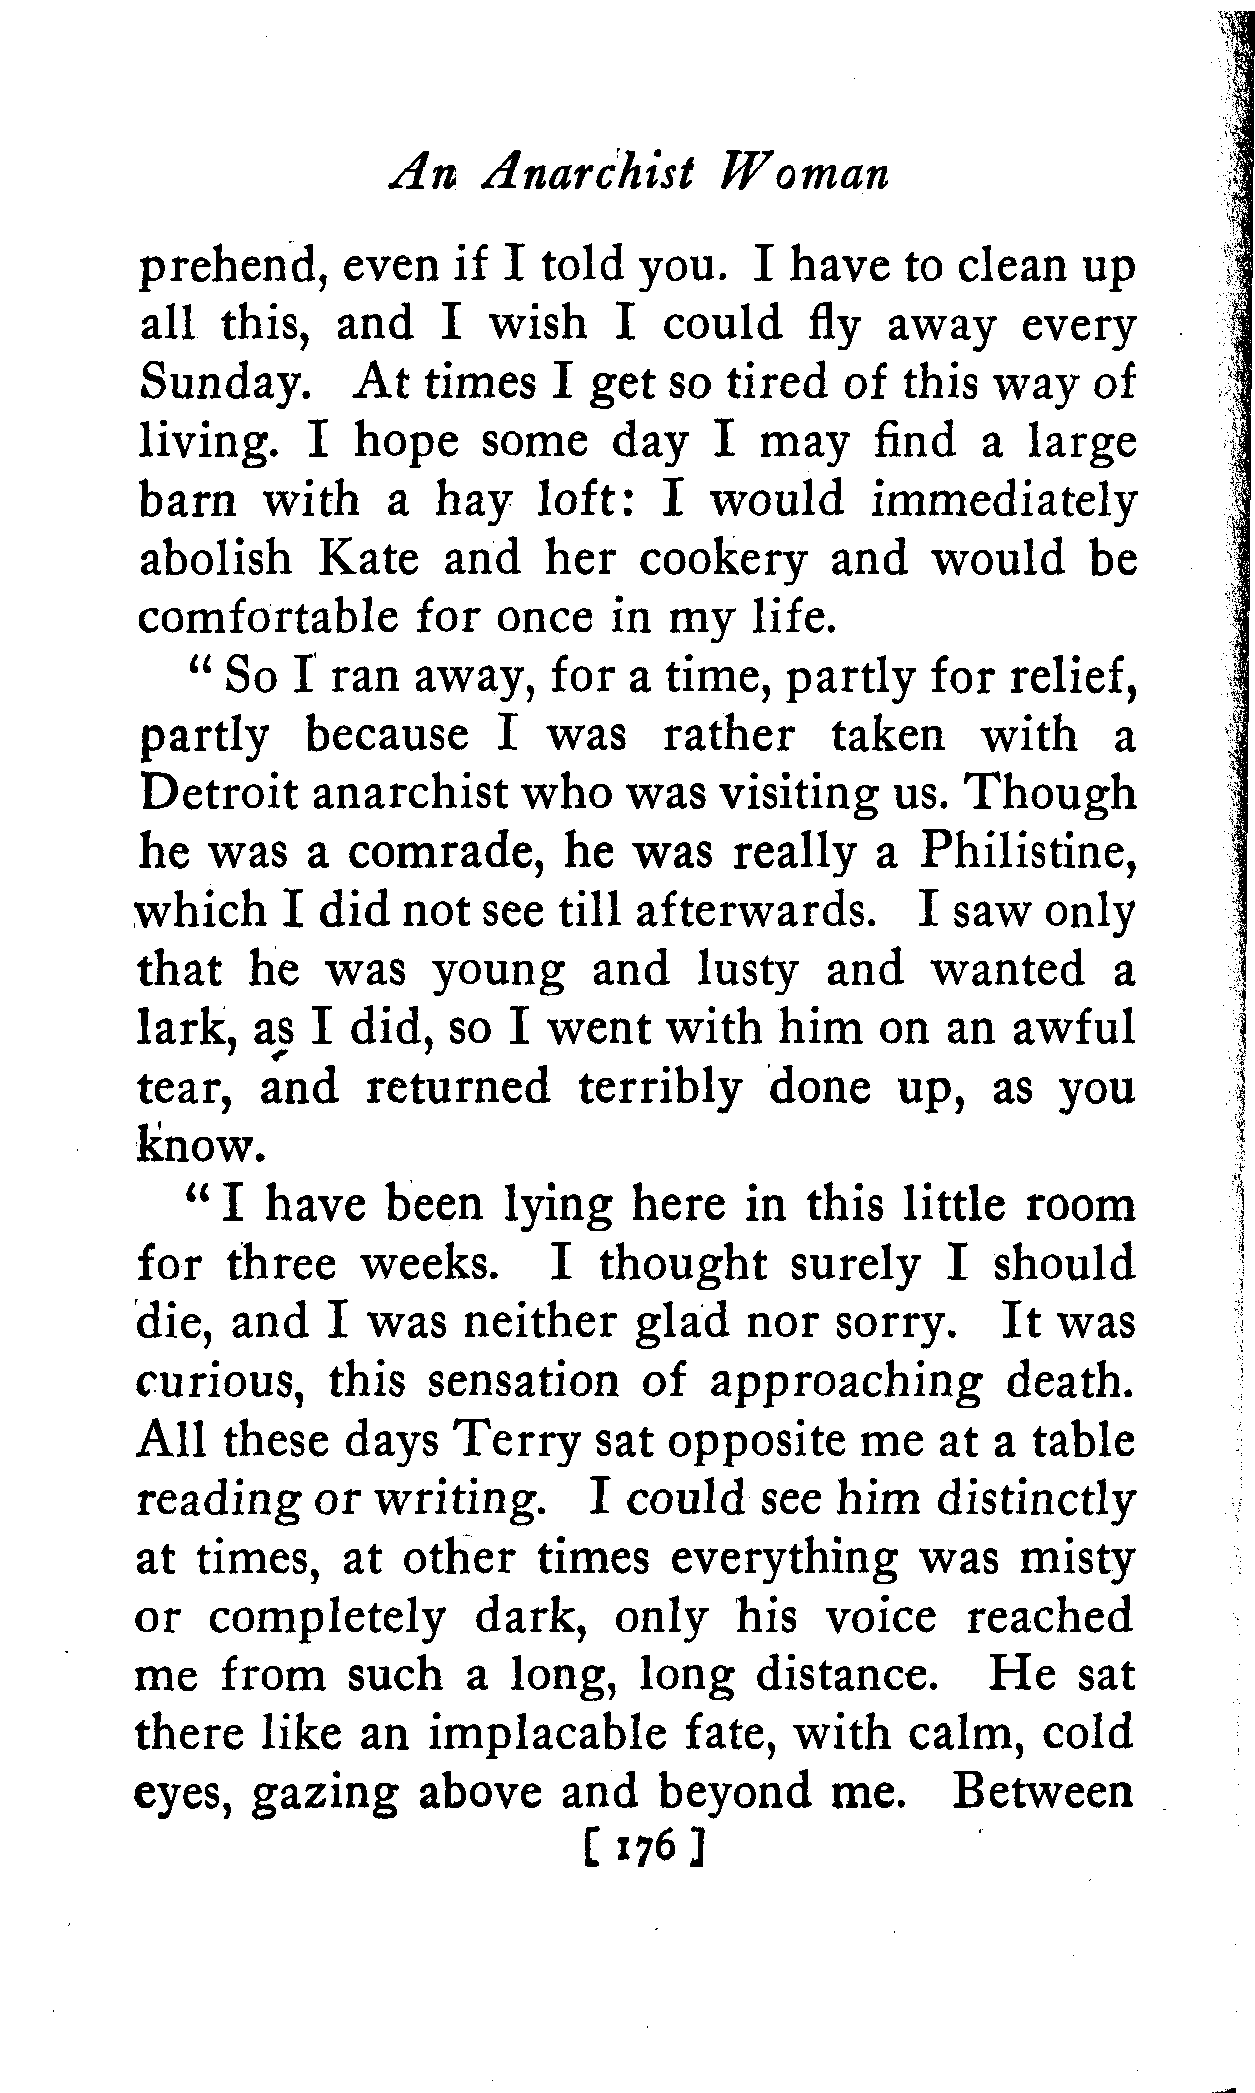 An Anarchist Woman
prehend, even if I told you. I have to clean up
all this, and I wish I could fly away every
Sunday. At times I get so tired of this way of
living. I hope some day I may find a large
barn with a hay loft: I would immediately
abolish Kate and her cookery and would be
comfortable for once in my life.
“ So I ran away, for a time, partly for relief,
partly because I was rather taken with a
Detroit anarchist who was visiting us. Though
he was a comrade, he was really a Philistine,
which I did not see till afterwards. I saw only
that he was young and lusty and wanted a
lark, as I did, so I went with him on an awful
tear, and returned terribly done up, as you
know.
“ I have been lying here in this little room
for three weeks. I thought surely I should
die, and I was neither glad nor sorry. It was
curious, this sensation of approaching death.
All these days Terry sat opposite me at a table
reading or writing. I could see him distinctly
at times, at other times everything was misty
or completely dark, only his voice reached
me from such a long, long distance. He sat
there like an implacable fate, with calm, cold
eyes, gazing above and beyond me. Between
[ 176 ]